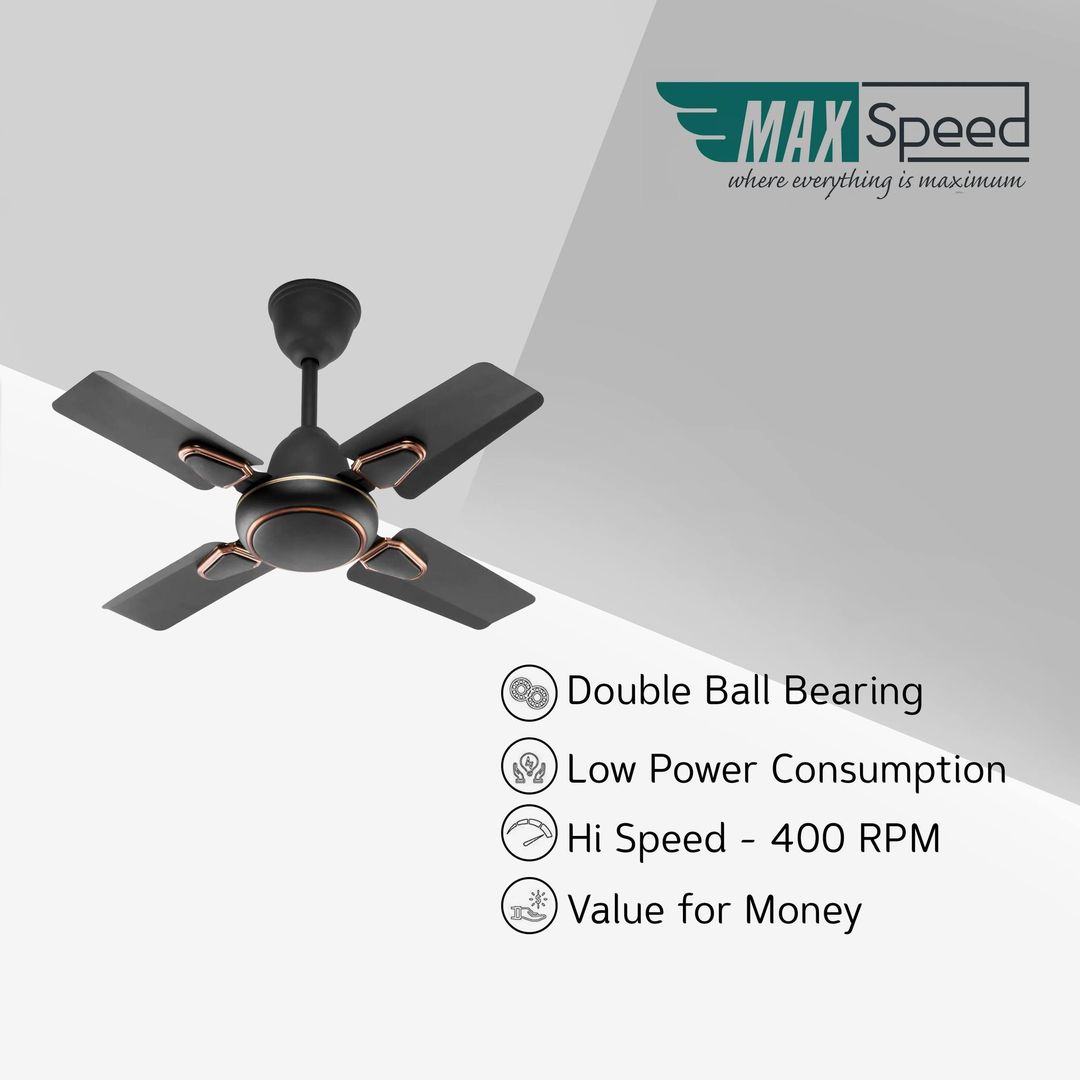 MAX Speed
where everything is maximum
Double Ball Bearing
Low Power Consumption
Hi Speed - 400 RPM
Value for Money